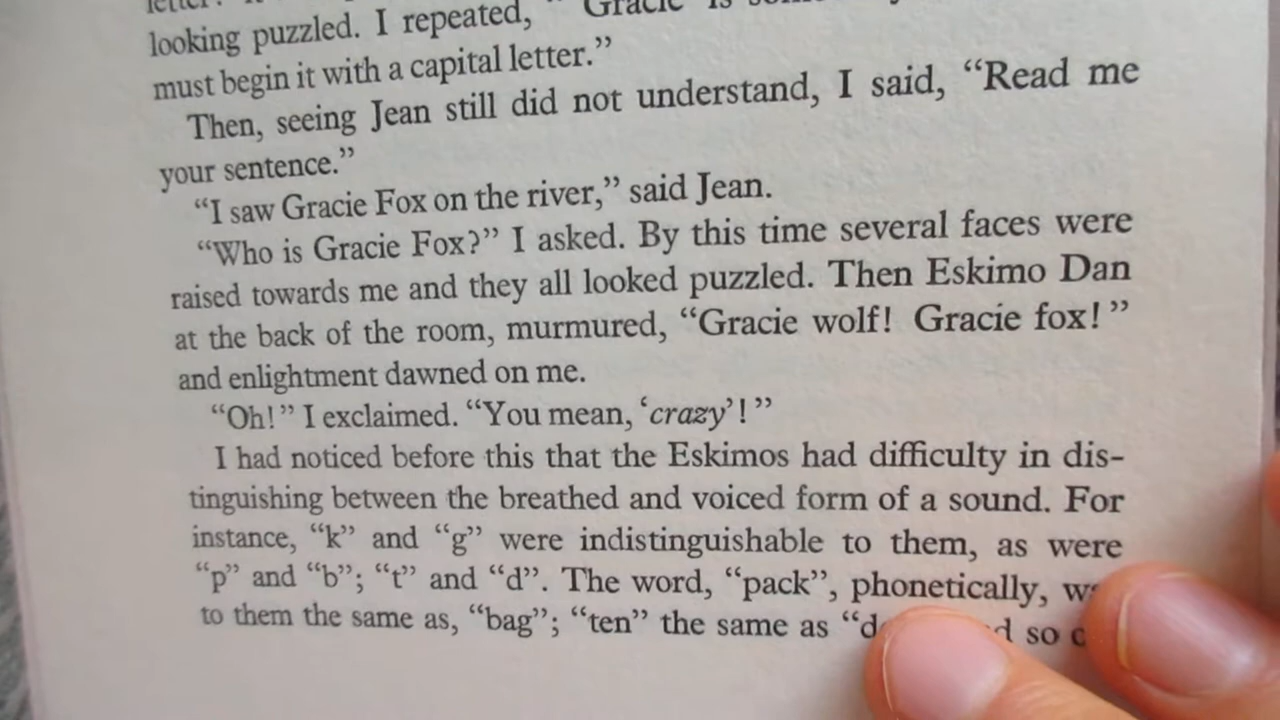 looking puzzled. I repeated, " Gracie is
must begin it with a capital letter.”
Then, seeing Jean still did not understand, I said, “Read me
your sentence.”
“I saw Gracie Fox on the river,” said Jean.
“Who is Gracie Fox?” I asked. By this time several faces were
raised towards me and they all looked puzzled. Then Eskimo Dan
at the back of the room, murmured, “Gracie wolf! Gracie fox!”
and enlightment dawned on me.
“Oh!” I exclaimed. “You mean, ‘crazy’!”
I had noticed before this that the Eskimos had difficulty in dis-
tinguishing between the breathed and voiced form of a sound. For
instance, “k” and “g” were indistinguishable to them, as were
“p” and “b”; “t” and “d”. The word, “pack”, phonetically,
to them the same as, “bag”; “ten” the same as so